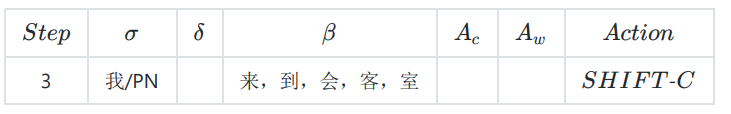 Step σ δ β A_c A_w Action
3 我/PN 来，到，会，客，室 SHIFT-C